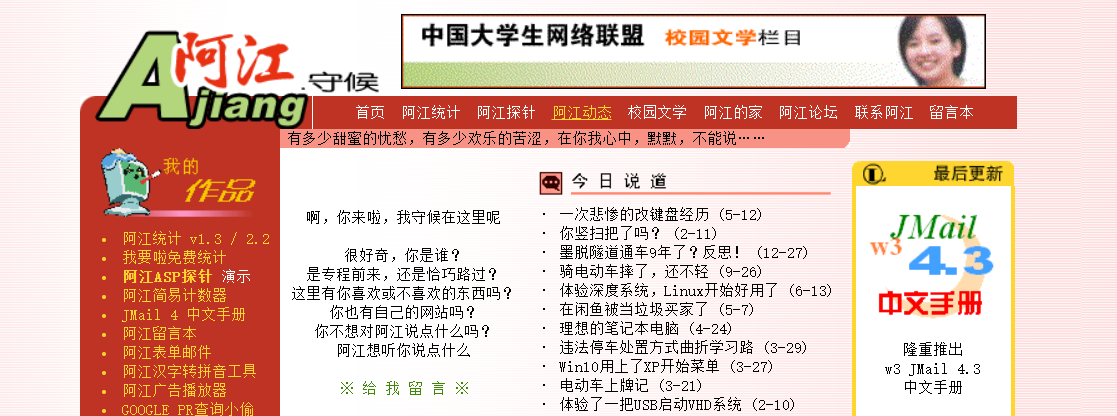 中国大学生网络联盟 校园文学栏目
阿江 守候
Ajiang
首页 阿江统计 阿江探针 阿江动态 校园文学 阿江的家 阿江论坛 联系阿江 留言本
有多少甜蜜的忧愁，有多少欢乐的苦涩，在你我心中，默默，不能说……
我的
作品
· 阿江统计 v1.3 / 2.2
· 我要啦免费统计
· 阿江ASP探针 演示
· 阿江简易计数器
· JMail 4 中文手册
· 阿江留言本
· 阿江表单邮件
· 阿江汉字转拼音工具
· 阿江广告播放器
· GOOGLE PR查询小偷
啊，你来啦，我守候在这里呢
很好奇，你是谁？
是专程前来，还是恰巧路过？
这里有你喜欢或不喜欢的东西吗？
你也有自己的网站吗？
你不想对阿江说点什么吗？
阿江想听你说点什么
※ 给 我 留 言 ※
今 日 说 道
· 一次悲惨的改键盘经历 (5-12)
· 你竖扫把了吗？ (2-11)
· 墨脱隧道通车9年了？反思！ (12-27)
· 骑电动车摔了，还不轻 (9-26)
· 体验深度系统，Linux开始好用了 (6-13)
· 在闲鱼被当垃圾买家了 (5-7)
· 理想的笔记本电脑 (4-24)
· 违法停车处置方式曲折学习路 (3-29)
· Win10用上了XP开始菜单 (3-27)
· 电动车上牌记 (3-21)
· 体验了一把USB启动VHD系统 (2-10)
最后更新
JMail
w3 4.3
中文手册
隆重推出
w3 JMail 4.3
中文手册